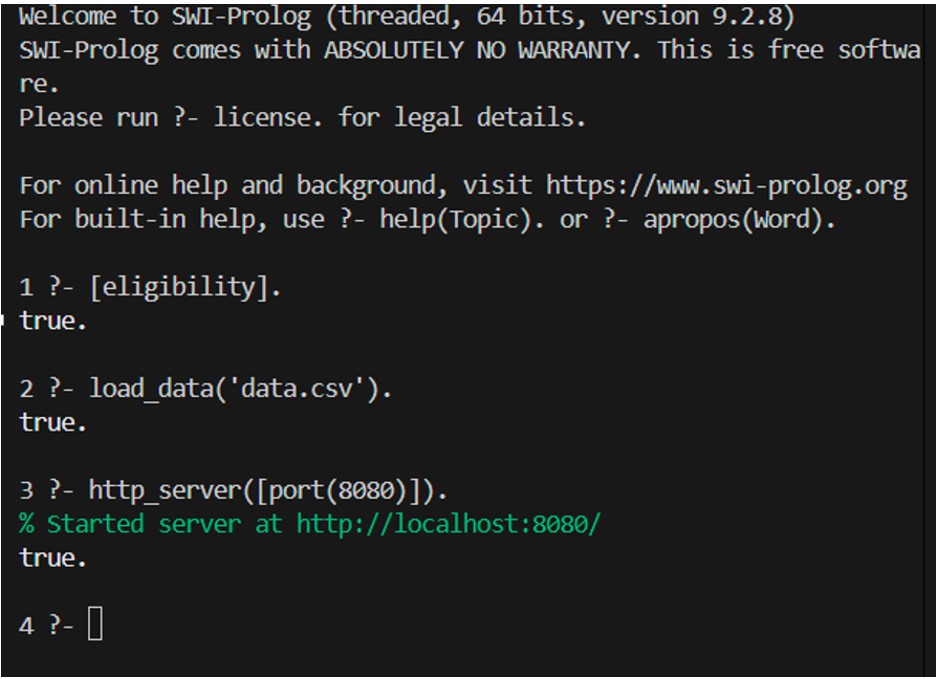 Welcome to SWI-Prolog (threaded, 64 bits, version 9.2.8)
SWI-Prolog comes with ABSOLUTELY NO WARRANTY. This is free softwa
re.
Please run ?- license. for legal details.
For online help and background, visit https://www.swi-prolog.org
For built-in help, use ?- help(Topic). or ?- apropos(Word).
1 ?- [eligibility].
true.
2 ?- load_data('data.csv').
true.
3 ?- http_server([port(8080)]).
% Started server at http://localhost:8080/
true.
4 ?-